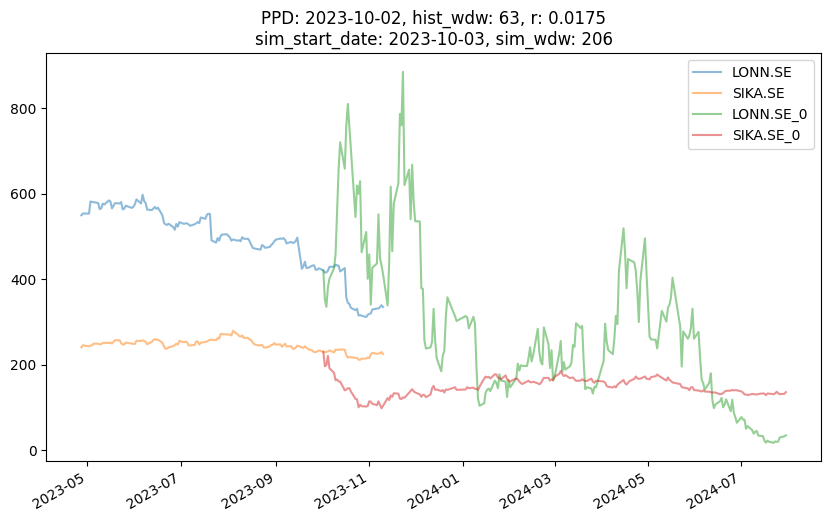 PPD: 2023-10-02, hist_wdw: 63, r: 0.0175
sim_start_date: 2023-10-03, sim_wdw: 206
LONN.SE
SIKA.SE
LONN.SE_0
SIKA.SE_0
800
600
400
200
0
2023-05
2023-07
2023-09
2023-11
2024-01
2024-03
2024-05
2024-07